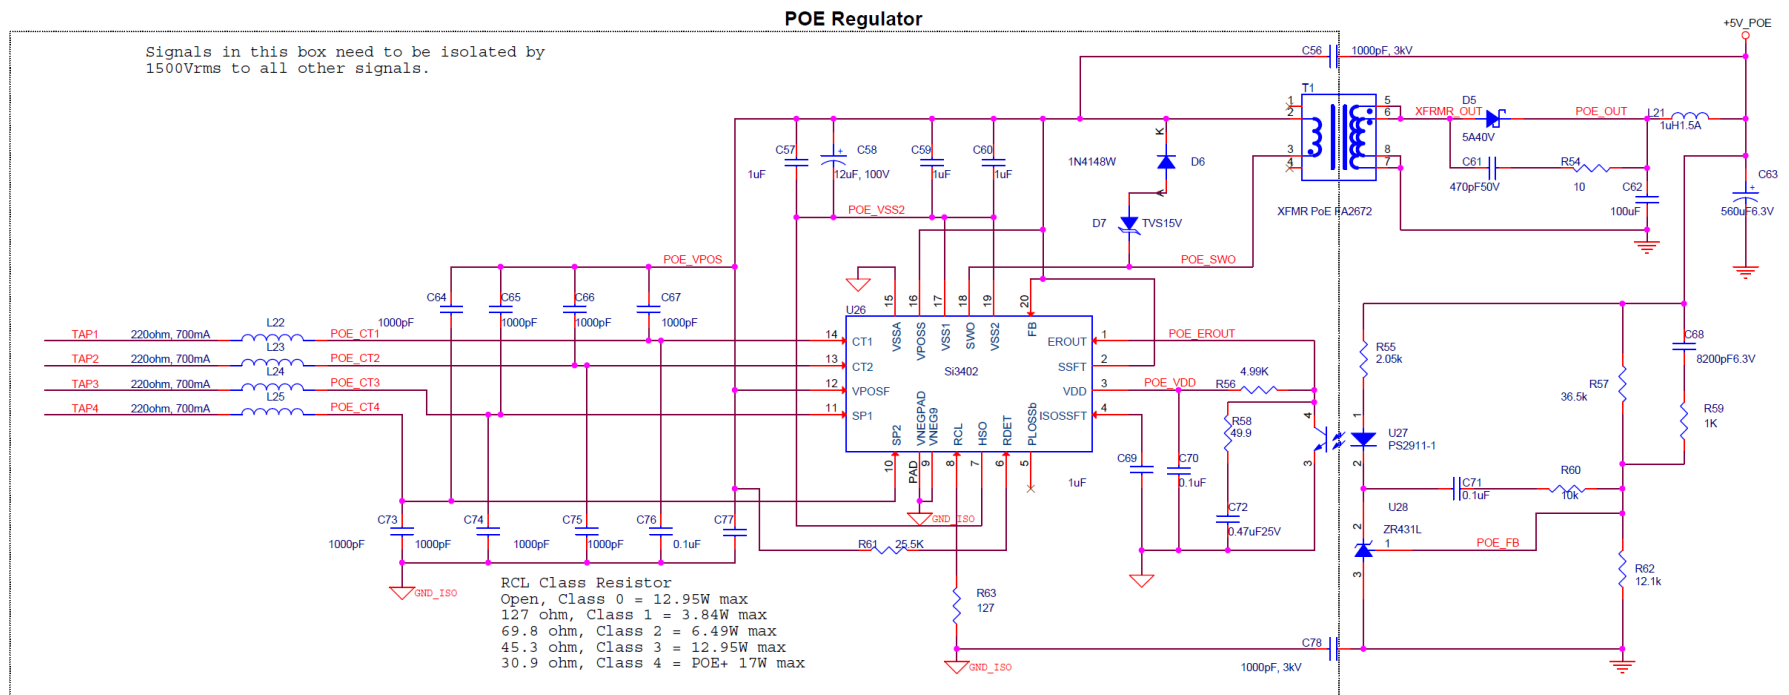 POE Regulator
Signals in this box need to be isolated by
1500Vrms to all other signals.
+5V_POE
C56
1000pF, 3kV
T1
1
2
3
4
5
6
8
7
XFMR PoE FA2672
XFRMR_OUT
D5
5A40V
POE_OUT
L21
1uH1.5A
C61
470pF50V
R54
10
C62
100uF
C63
+
560uF6.3V
C57
1uF
+
C58
12uF, 100V
C59
1uF
C60
1uF
K
1N4148W
D6
A
D7
TVS15V
POE_VSS2
POE_SWO
POE_VPOS
C64
1000pF
C65
1000pF
C66
1000pF
C67
1000pF
TAP1
220ohm, 700mA
L22
POE_CT1
TAP2
220ohm, 700mA
L23
POE_CT2
TAP3
220ohm, 700mA
L24
POE_CT3
TAP4
220ohm, 700mA
L25
POE_CT4
U26
Si3402
15
VSSA
16
VPOSS
17
VSS1
18
SWO
19
VSS2
20
FB
14
CT1
13
CT2
12
VPOSF
11
SP1
1
EROUT
2
SSFT
3
VDD
4
ISOSSFT
SP2
10
VNEGPAD
PAD
VNEG9
9
RCL
8
HSO
7
RDET
6
PLOSSb
5
POE_EROUT
POE_VDD
R56
4.99K
R58
49.9
C69
1uF
C70
0.1uF
C72
0.47uF25V
4
3
1
2
U27
PS2911-1
R55
2.05k
R57
36.5k
C68
8200pF6.3V
R59
1K
C71
0.1uF
R60
10k
U28
ZR431L
2
1
3
POE_FB
R62
12.1k
C73
1000pF
C74
1000pF
C75
1000pF
C76
1000pF
C77
0.1uF
GND_ISO
R61
25.5K
GND_ISO
R63
127
GND_ISO
C78
1000pF, 3kV
RCL Class Resistor
Open, Class 0 = 12.95W max
127 ohm, Class 1 = 3.84W max
69.8 ohm, Class 2 = 6.49W max
45.3 ohm, Class 3 = 12.95W max
30.9 ohm, Class 4 = POE+ 17W max